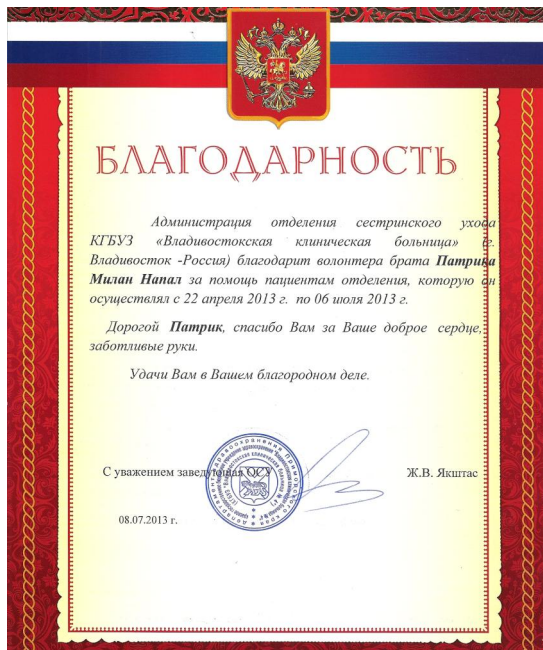 БЛАГОДАРНОСТЬ
Администрация отделения сестринского ухода
КГБУЗ «Владивостокская клиническая больница» (г.
Владивосток -Россия) благодарит волонтера брата Патрика
Милан Напал за помощь пациентам отделения, которую он
осуществлял с 22 апреля 2013 г. по 06 июля 2013 г.
Дорогой Патрик, спасибо Вам за Ваше доброе сердце,
заботливые руки.
Удачи Вам в Вашем благородном деле.
С уважением заведующая ОСУ Ж.В. Якштас
08.07.2013 г.